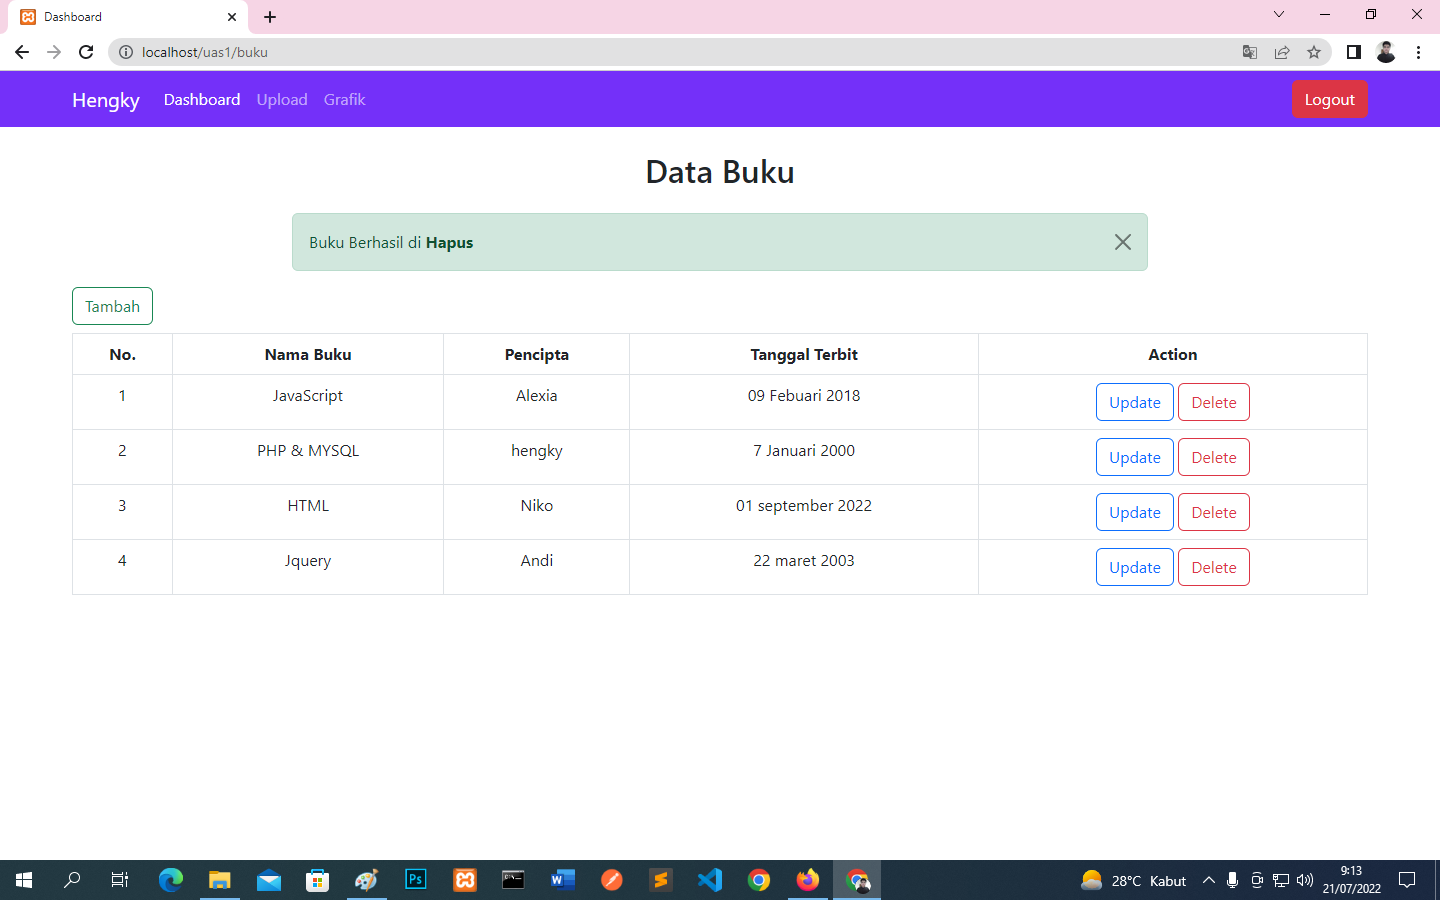 Dashboard
localhost/uas1/buku
Hengky Dashboard Upload Grafik Logout
Data Buku
Buku Berhasil di Hapus
Tambah
No. Nama Buku Pencipta Tanggal Terbit Action
1 JavaScript Alexia 09 Febuari 2018 Update Delete
2 PHP & MYSQL hengky 7 Januari 2000 Update Delete
3 HTML Niko 01 september 2022 Update Delete
4 Jquery Andi 22 maret 2003 Update Delete
Ps
28°C Kabut
9:13
21/07/2022